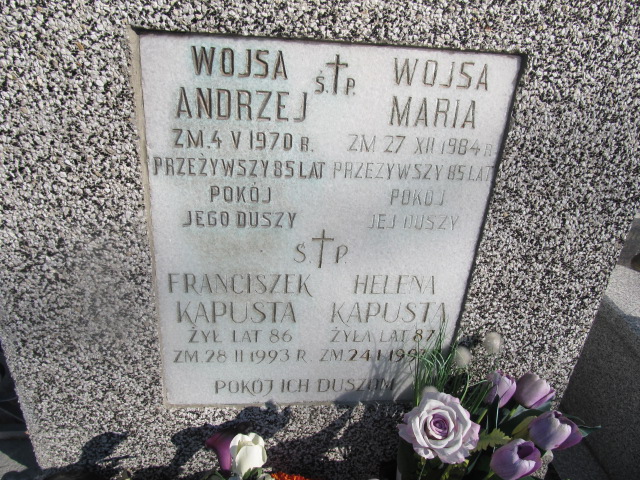 WOJSA
ANDRZEJ
ZM. 4 V 1970 R.
PRZEŻYWSZY 85 LAT
POKÓJ
JEGO DUSZY
Ś. P.
WOJSA
MARIA
ZM 27 XII 1984 R
PRZEŻYWSZY 85 LAT
POKÓJ
JEJ DUSZY
Ś. P.
FRANCISZEK
KAPUSTA
ŻYŁ LAT 86
ZM 28 II 1993 R
HELENA
KAPUSTA
ŻYŁA LAT 87
ZM. 24 I
POKÓJ ICH DUSZOM